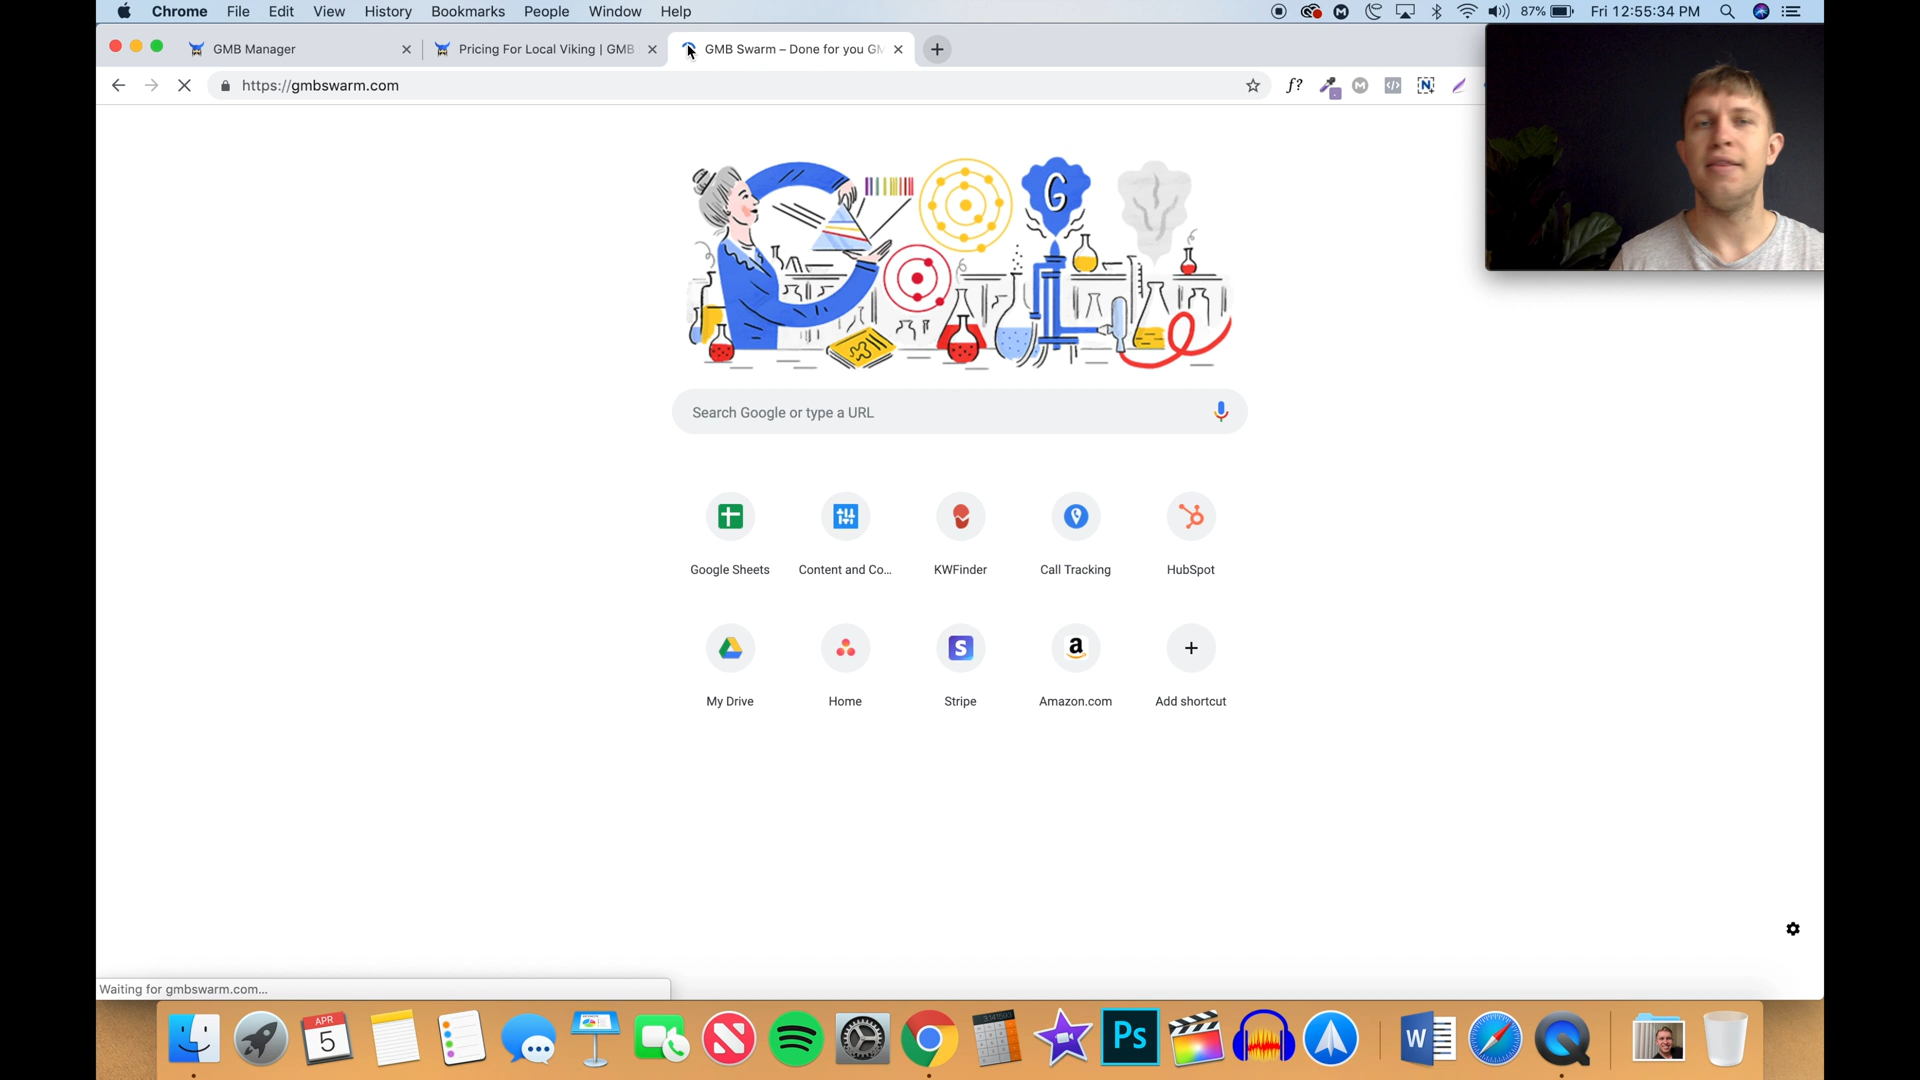 Chrome File Edit View History Bookmarks People Window Help 87% Fri 12:55:34 PM
GMB Manager Pricing For Local Viking | GMB GMB Swarm – Done for you GM
https://gmbswarm.com f?
G
Search Google or type a URL
Google Sheets Content and Co... KWFinder Call Tracking HubSpot
S a
My Drive Home Stripe Amazon.com Add shortcut
Waiting for gmbswarm.com...
APR
5
Ps